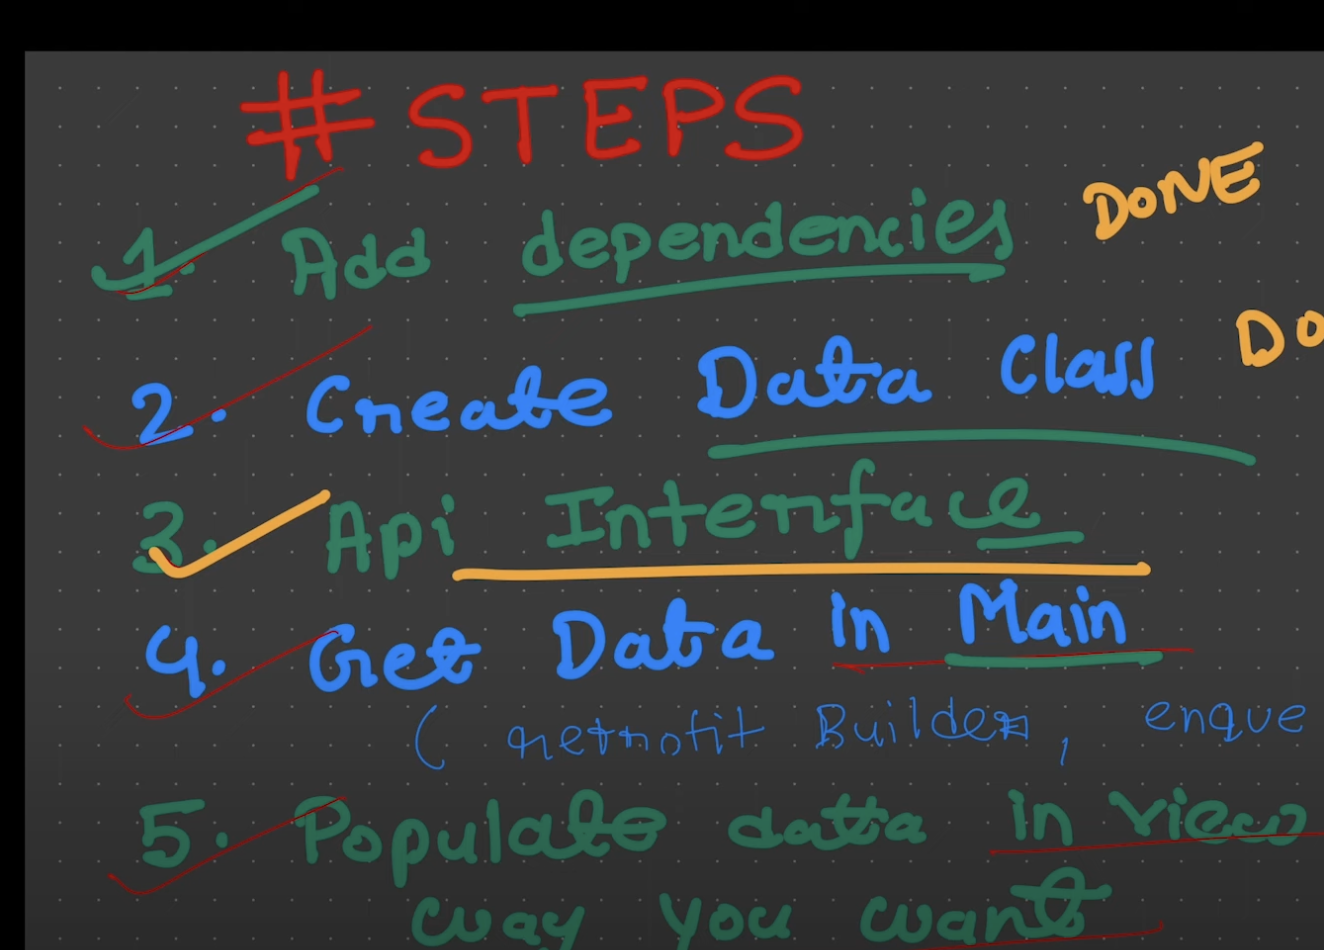 # STEPS
1. Add dependencies DONE
2. Create Data Class DO
3. Api Interface
4. Get Data in Main
( retrofit Builder, enque
5. Populate data in view
way you want